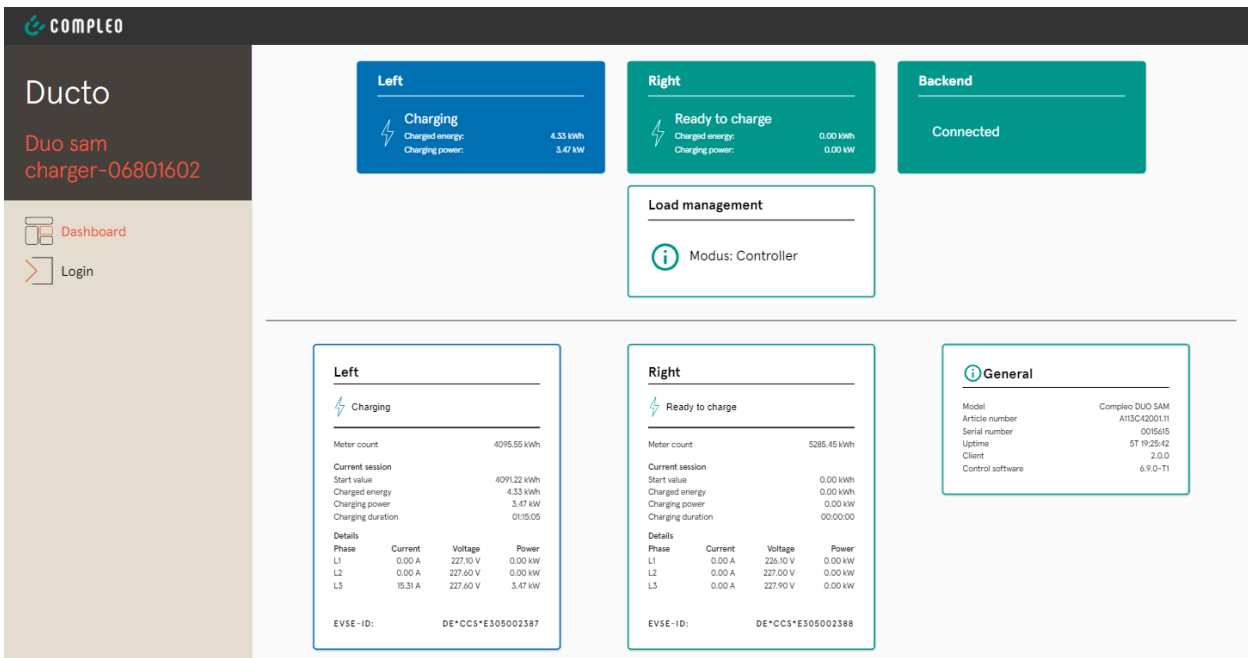 COMPLEO
Ducto
Duo sam
charger-06801602
Dashboard
Login
Left
Charging
Charged energy: 4.33 kWh
Charging power: 3.47 kW
Right
Ready to charge
Charged energy: 0.00 kWh
Charging power: 0.00 kW
Backend
Connected
Load management
Modus: Controller
Left
Charging
Meter count 4095.55 kWh
Current session
Start value 4091.22 kWh
Charged energy 4.33 kWh
Charging power 3.47 kW
Charging duration 01:15:05
Details
Phase Current Voltage Power
L1 0.00 A 227.10 V 0.00 kW
L2 0.00 A 227.60 V 0.00 kW
L3 15.31 A 227.60 V 3.47 kW
EVSE-ID: DE*CCS*E305002387
Right
Ready to charge
Meter count 5285.45 kWh
Current session
Start value 0.00 kWh
Charged energy 0.00 kWh
Charging power 0.00 kW
Charging duration 00:00:00
Details
Phase Current Voltage Power
L1 0.00 A 226.10 V 0.00 kW
L2 0.00 A 227.00 V 0.00 kW
L3 0.00 A 227.90 V 0.00 kW
EVSE-ID: DE*CCS*E305002388
General
Model Compleo DUO SAM
Article number A113C42001.11
Serial number 0015615
Uptime 5T 19:25:42
Client 2.0.0
Control software 6.9.0-T1